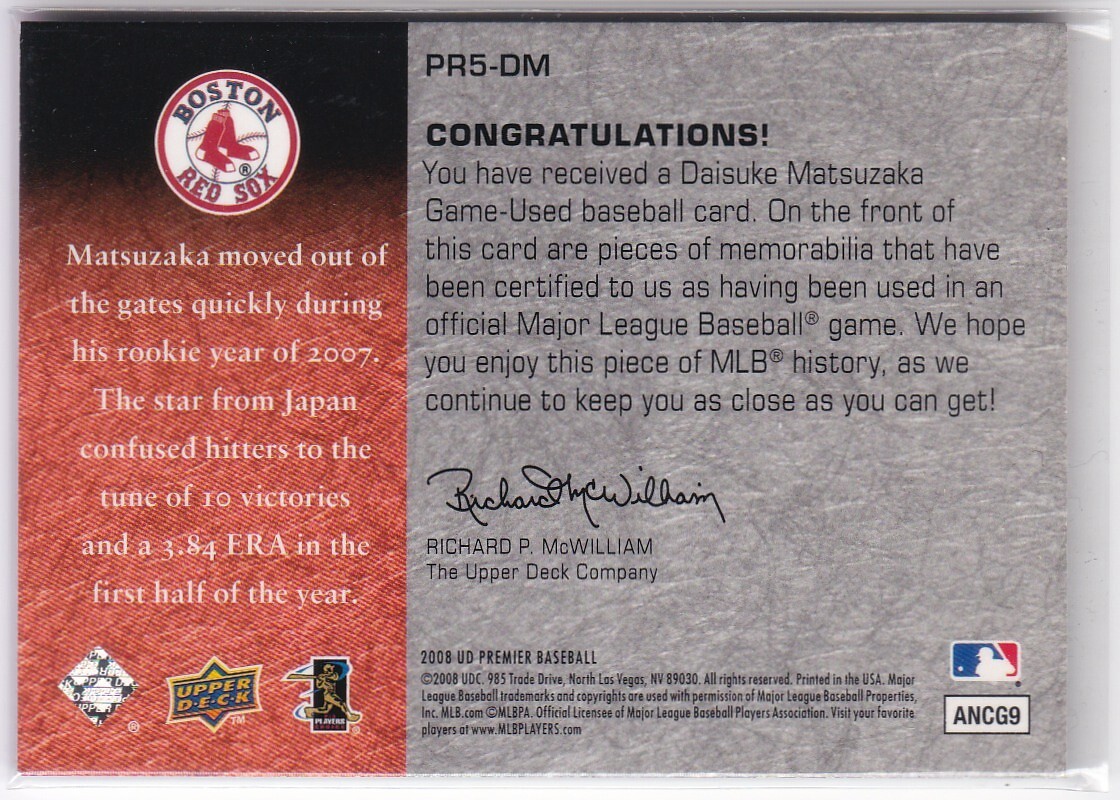 BOSTON
RED SOX
®
Matsuzaka moved out of
the gates quickly during
his rookie year of 2007.
The star from Japan
confused hitters to the
tune of 10 victories
and a 3.84 ERA in the
first half of the year.
®
UPPER
D·E·C·K
TM
PLAYERS
®
PR5-DM
CONGRATULATIONS!
You have received a Daisuke Matsuzaka
Game-Used baseball card. On the front of
this card are pieces of memorabilia that have
been certified to us as having been used in an
official Major League Baseball® game. We hope
you enjoy this piece of MLB® history, as we
continue to keep you as close as you can get!
Richard McWilliam
RICHARD P. McWILLIAM
The Upper Deck Company
2008 UD PREMIER BASEBALL
©2008 UDC. 985 Trade Drive, North Las Vegas, NV 89030. All rights reserved. Printed in the USA. Major
League Baseball trademarks and copyrights are used with permission of Major League Baseball Properties,
Inc. MLB.com ©MLBPA. Official Licensee of Major League Baseball Players Association. Visit your favorite
players at www.MLBPLAYERS.com
ANCG9